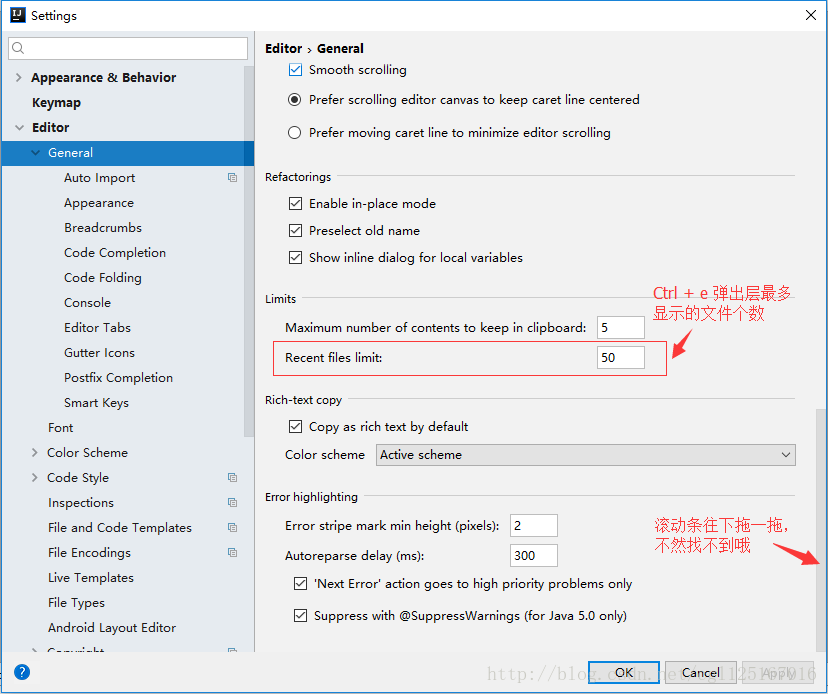 Settings
Editor › General
Appearance & Behavior
Keymap
Editor
General
Auto Import
Appearance
Breadcrumbs
Code Completion
Code Folding
Console
Editor Tabs
Gutter Icons
Postfix Completion
Smart Keys
Font
Color Scheme
Code Style
Inspections
File and Code Templates
File Encodings
Live Templates
File Types
Android Layout Editor
Copyright
Smooth scrolling
Prefer scrolling editor canvas to keep caret line centered
Prefer moving caret line to minimize editor scrolling
Refactorings
Enable in-place mode
Preselect old name
Show inline dialog for local variables
Limits
Ctrl + e 弹出层最多
显示的文件个数
Maximum number of contents to keep in clipboard: 5
Recent files limit: 50
Rich-text copy
Copy as rich text by default
Color scheme Active scheme
Error highlighting
Error stripe mark min height (pixels): 2
Autoreparse delay (ms): 300
滚动条往下拖一拖，
不然找不到哦
'Next Error' action goes to high priority problems only
Suppress with @SuppressWarnings (for Java 5.0 only)
?
OK Cancel Apply